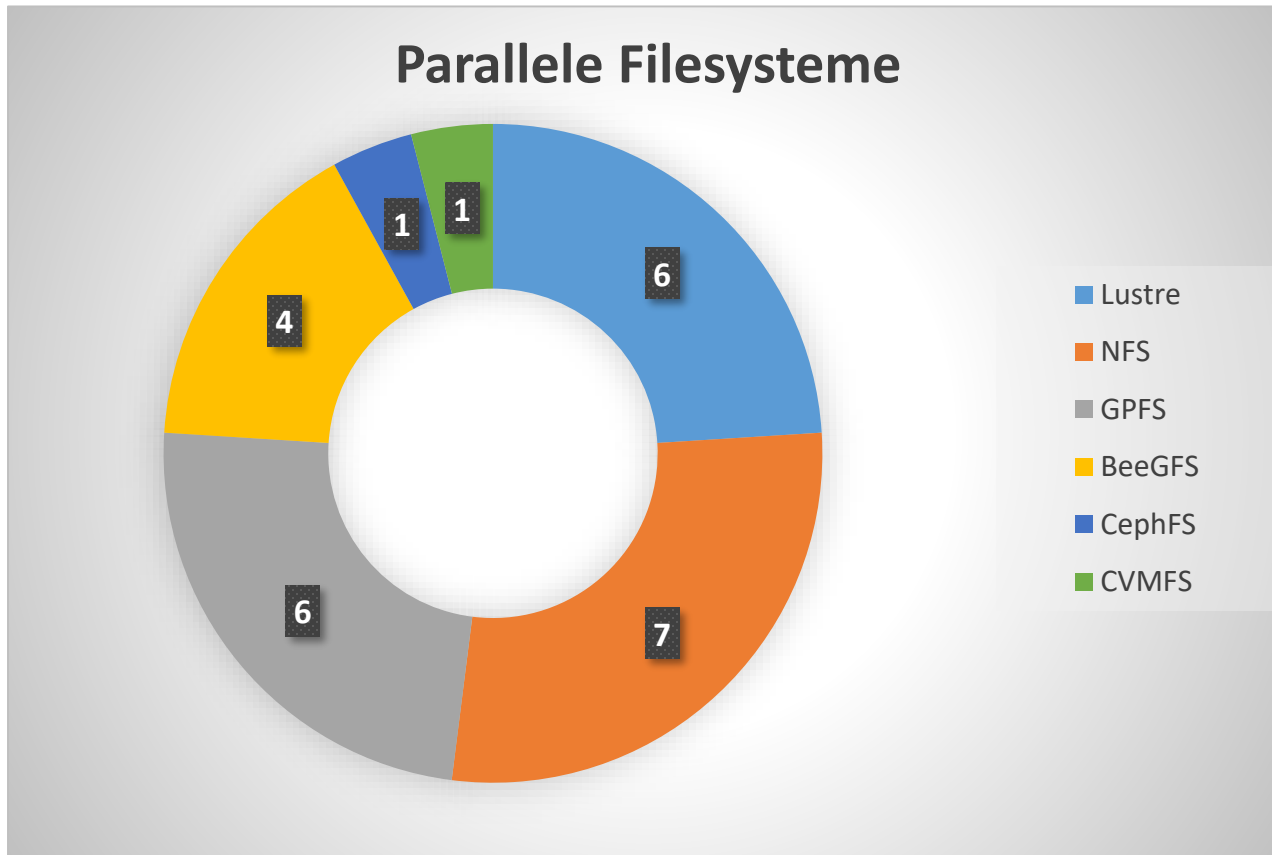 Parallele Filesysteme
1
1
6
4
6
7
Lustre
NFS
GPFS
BeeGFS
CephFS
CVMFS